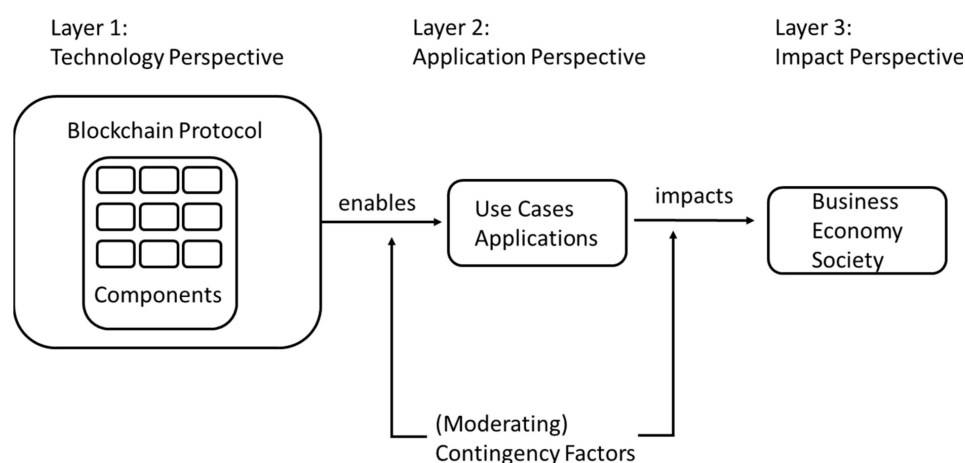 Layer 1:
Technology Perspective
Layer 2:
Application Perspective
Layer 3:
Impact Perspective
Blockchain Protocol
Components
enables
Use Cases
Applications
impacts
Business
Economy
Society
(Moderating)
Contingency Factors